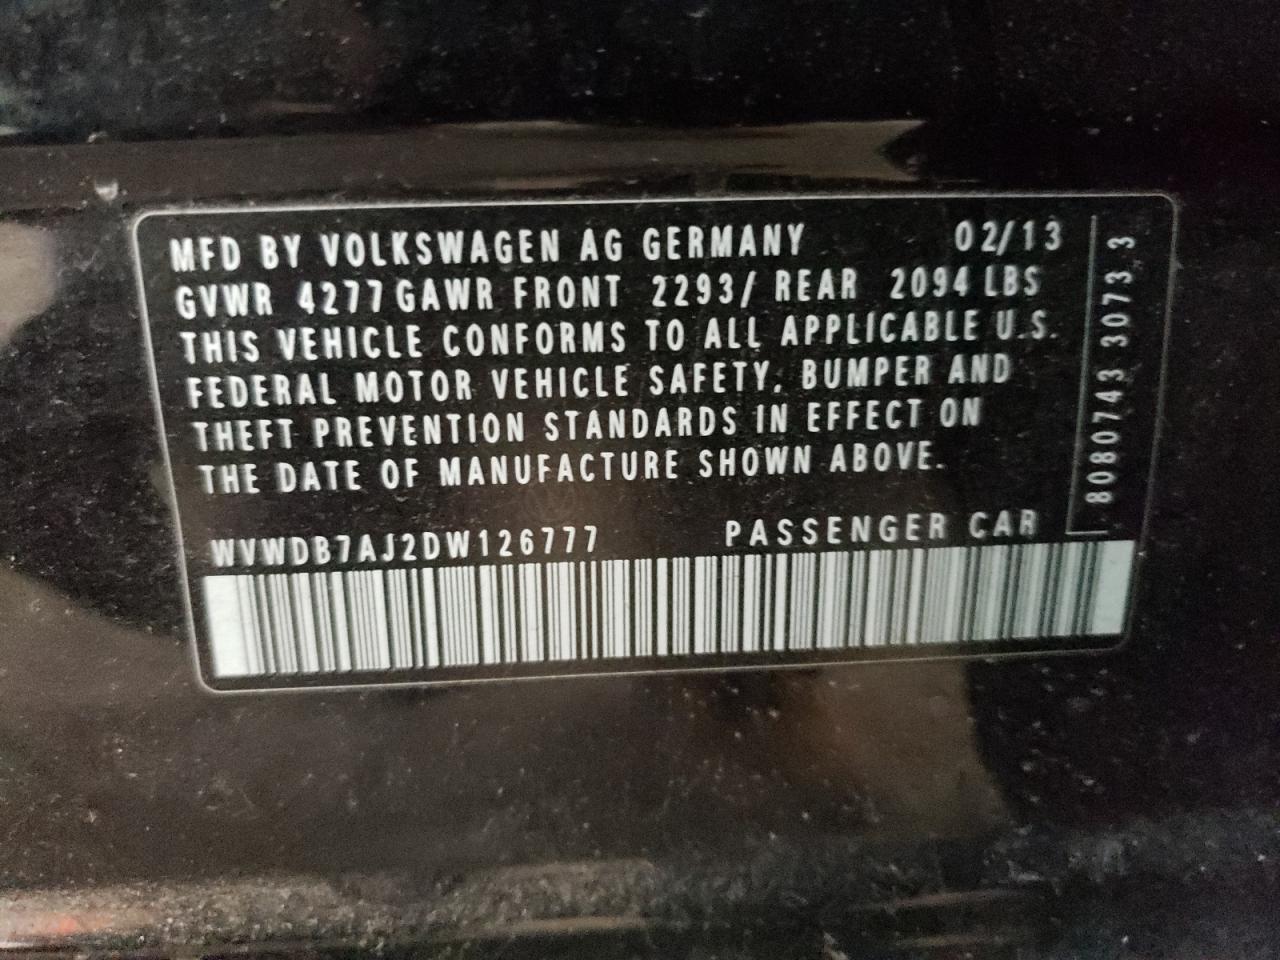 MFD BY VOLKSWAGEN AG GERMANY 02/13
GVWR 4277 GAWR FRONT 2293/ REAR 2094 LBS
THIS VEHICLE CONFORMS TO ALL APPLICABLE U.S.
FEDERAL MOTOR VEHICLE SAFETY, BUMPER AND
THEFT PREVENTION STANDARDS IN EFFECT ON
THE DATE OF MANUFACTURE SHOWN ABOVE.
WVWDB7AJ2DW126777 PASSENGER CAR
8080743 3073 3